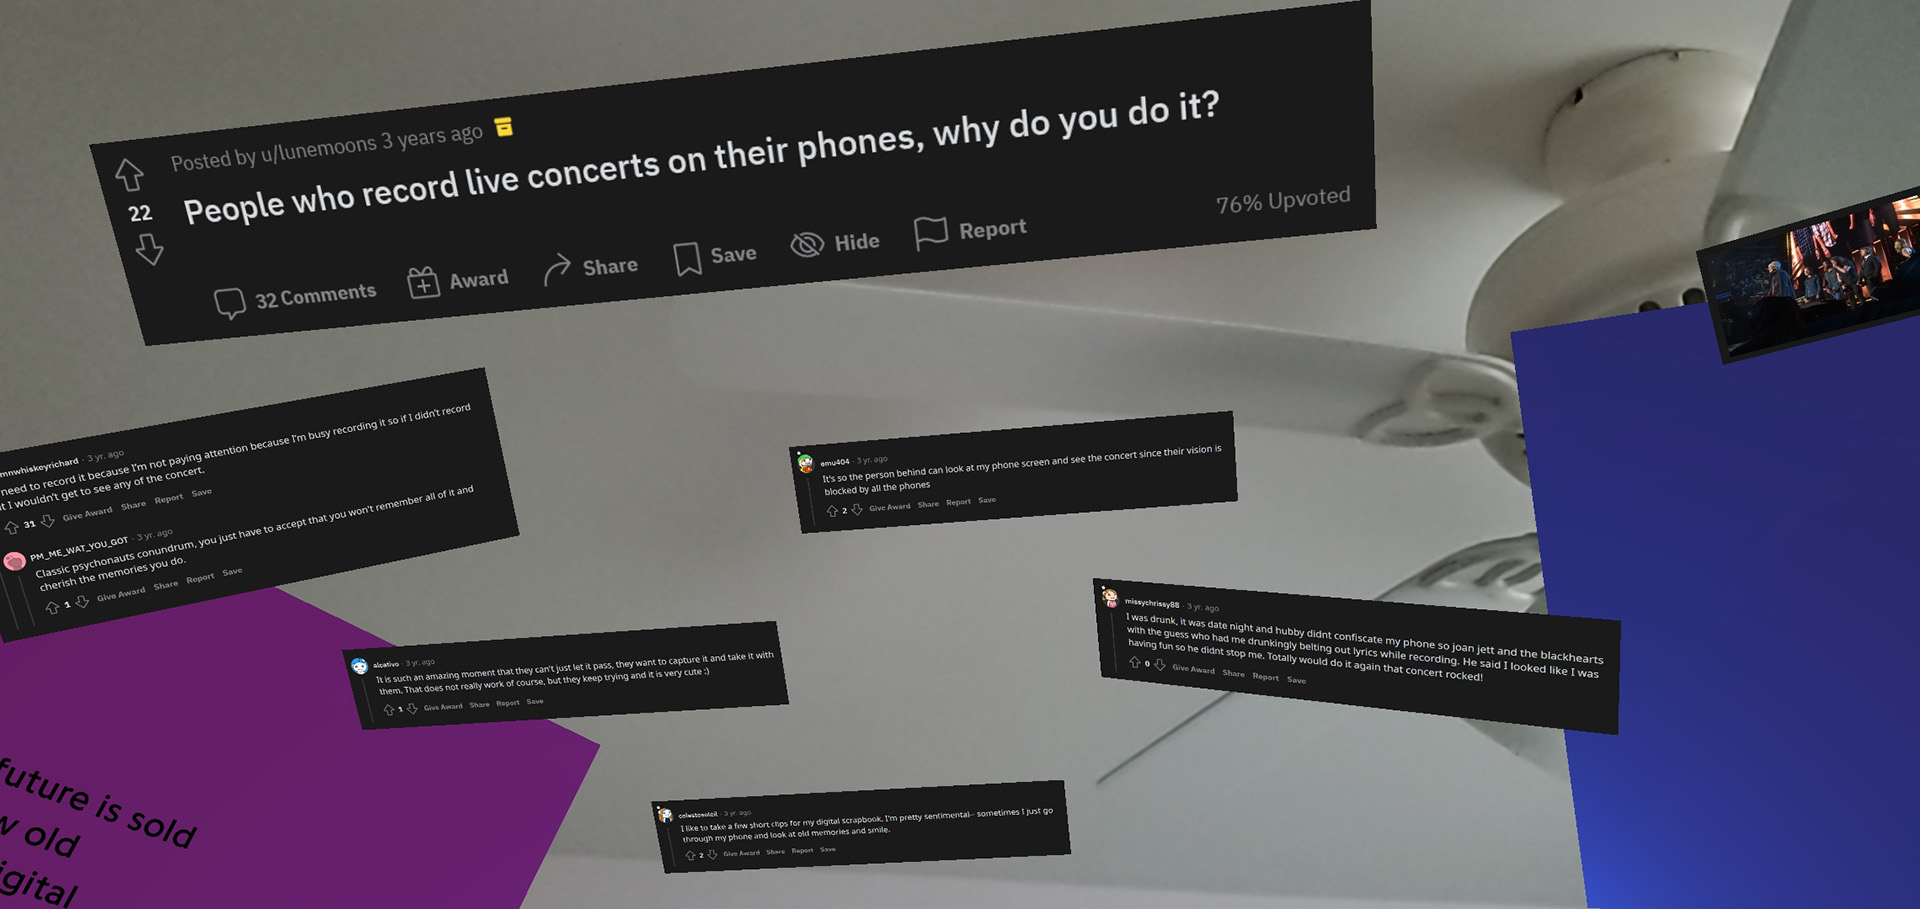 Posted by u/lunemoons 3 years ago
22
People who record live concerts on their phones, why do you do it?
32 Comments Award Share Save Hide Report
76% Upvoted
mnwhiskeyrichard · 3 yr. ago
need to record it because I'm not paying attention because I'm busy recording it so if I didn't record
it I wouldn't get to see any of the concert.
31 Give Award Share Report Save
PM_ME_WAT_YOU_GOT · 3 yr. ago
Classic psychonauts conundrum, you just have to accept that you won't remember all of it and
cherish the memories you do.
1 Give Award Share Report Save
emu404 · 3 yr. ago
It's so the person behind can look at my phone screen and see the concert since their vision is
blocked by all the phones
2 Give Award Share Report Save
missychrissy88 · 3 yr. ago
I was drunk, it was date night and hubby didnt confiscate my phone so joan jett and the blackhearts
with the guess who had me drunkingly belting out lyrics while recording. He said I looked like I was
having fun so he didnt stop me. Totally would do it again that concert rocked!
0 Give Award Share Report Save
alcativo · 3 yr. ago
It is such an amazing moment that they can't just let it pass, they want to capture it and take it with
them. That does not really work of course, but they keep trying and it is very cute :)
1 Give Award Share Report Save
celestesoleil · 3 yr. ago
I like to take a few short clips for my digital scrapbook. I'm pretty sentimental-- sometimes I just go
through my phone and look at old memories and smile.
2 Give Award Share Report Save
future is sold
w old
igital